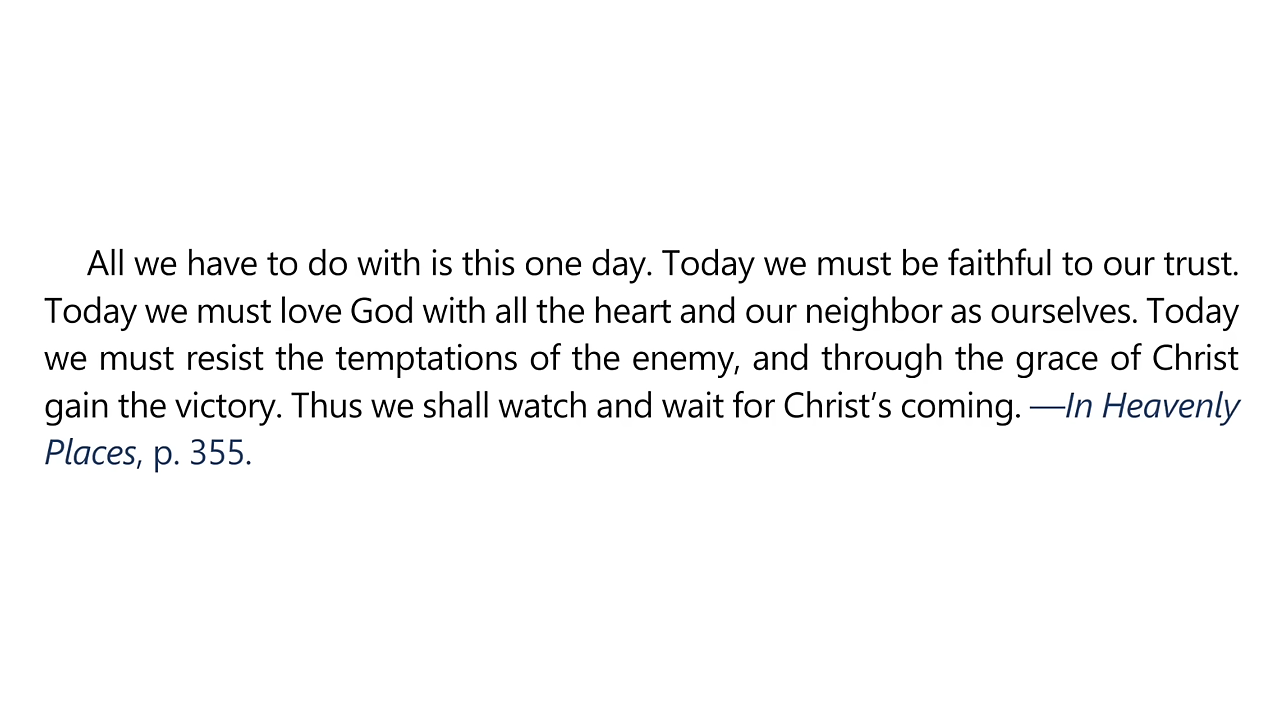 All we have to do with is this one day. Today we must be faithful to our trust.
Today we must love God with all the heart and our neighbor as ourselves. Today
we must resist the temptations of the enemy, and through the grace of Christ
gain the victory. Thus we shall watch and wait for Christ’s coming. —In Heavenly
Places, p. 355.